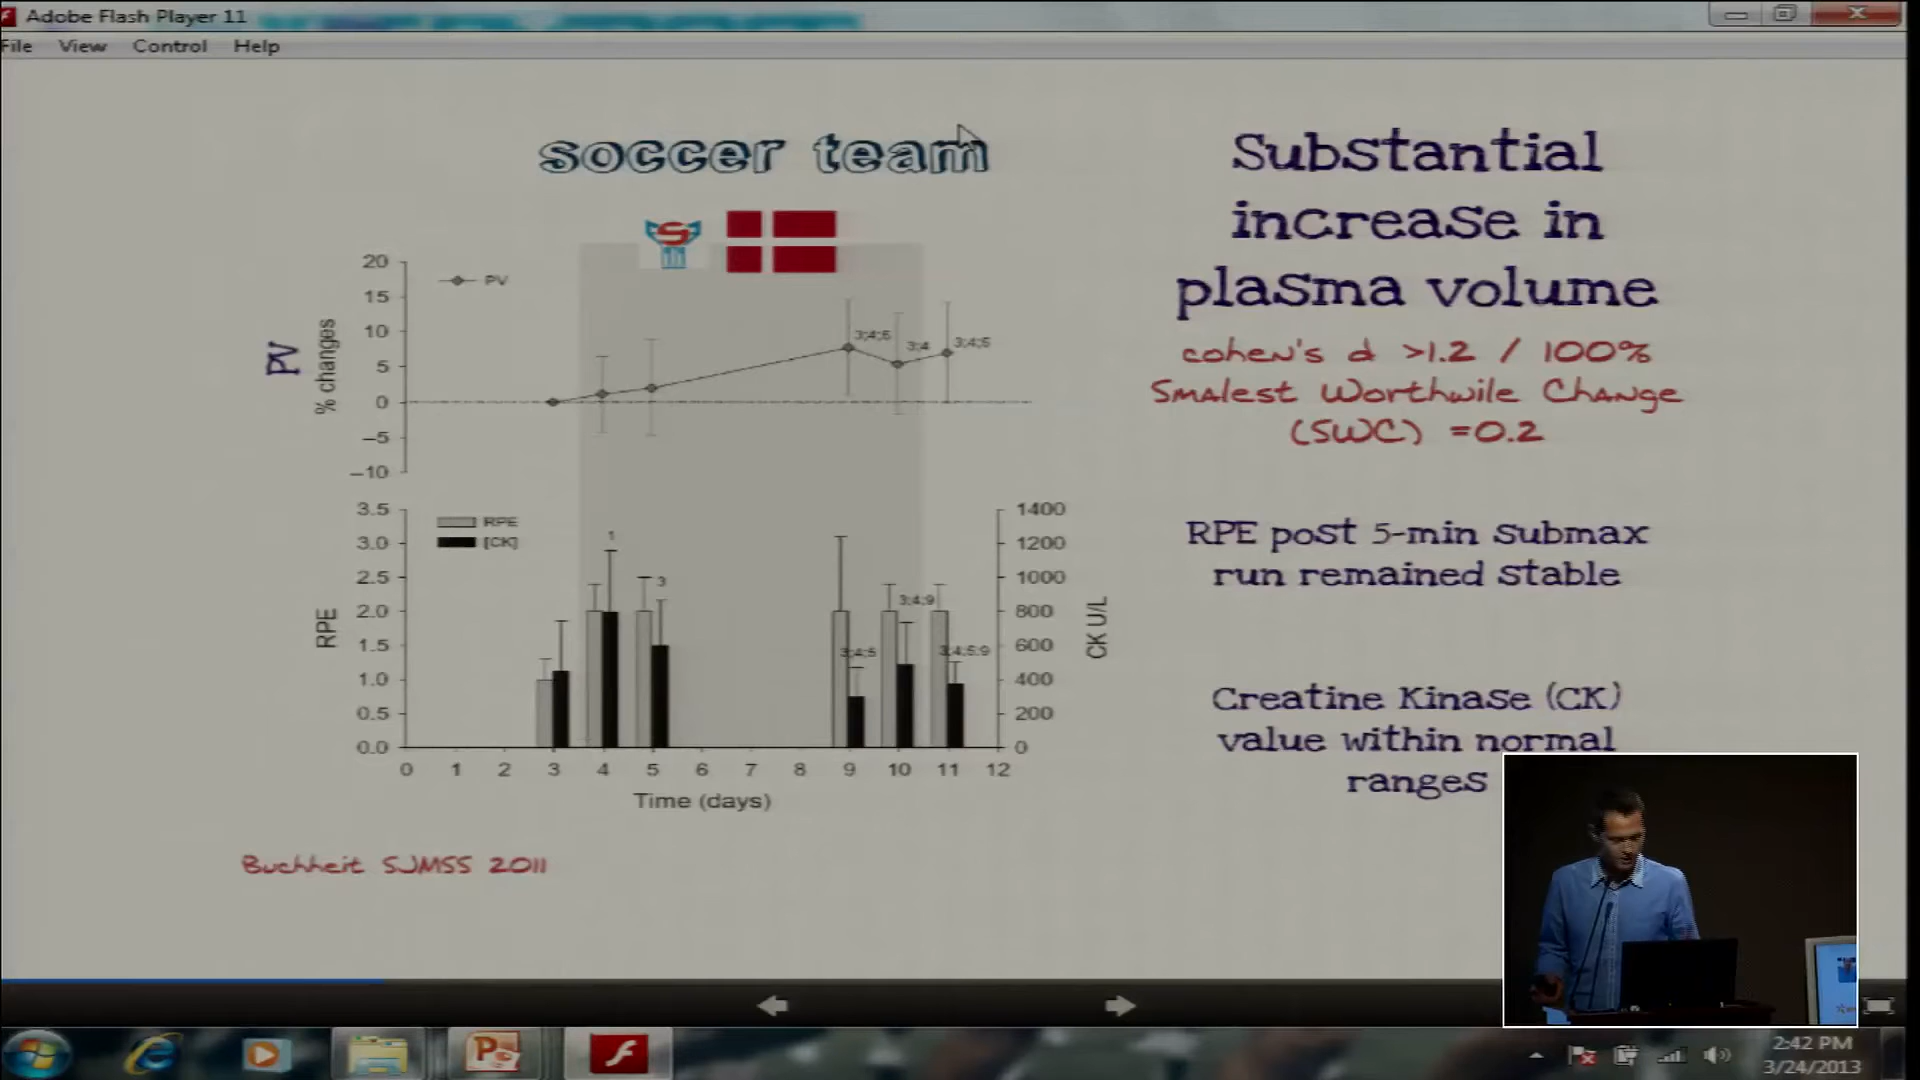 Adobe Flash Player 11
File View Control Help
soccer team
Substantial
increase in
plasma volume
cohen's d >1.2 / 100%
Smalest Worthwile Change
(SWC) =0.2
RPE post 5-min submax
run remained stable
Creatine Kinase (CK)
value within normal
ranges
PV
% changes
20
15
10
5
0
–5
–10
PV
3;4;5
3;4
3;4;5
RPE
3.5
3.0
2.5
2.0
1.5
1.0
0.5
0.0
RPE
[CK]
1
3
3;4;5
3;4;9
3;4;5;9
1400
1200
1000
800
600
400
200
0
CK U/L
0 1 2 3 4 5 6 7 8 9 10 11 12
Time (days)
Buchheit SJMSS 2011
2:42 PM
3/24/2013